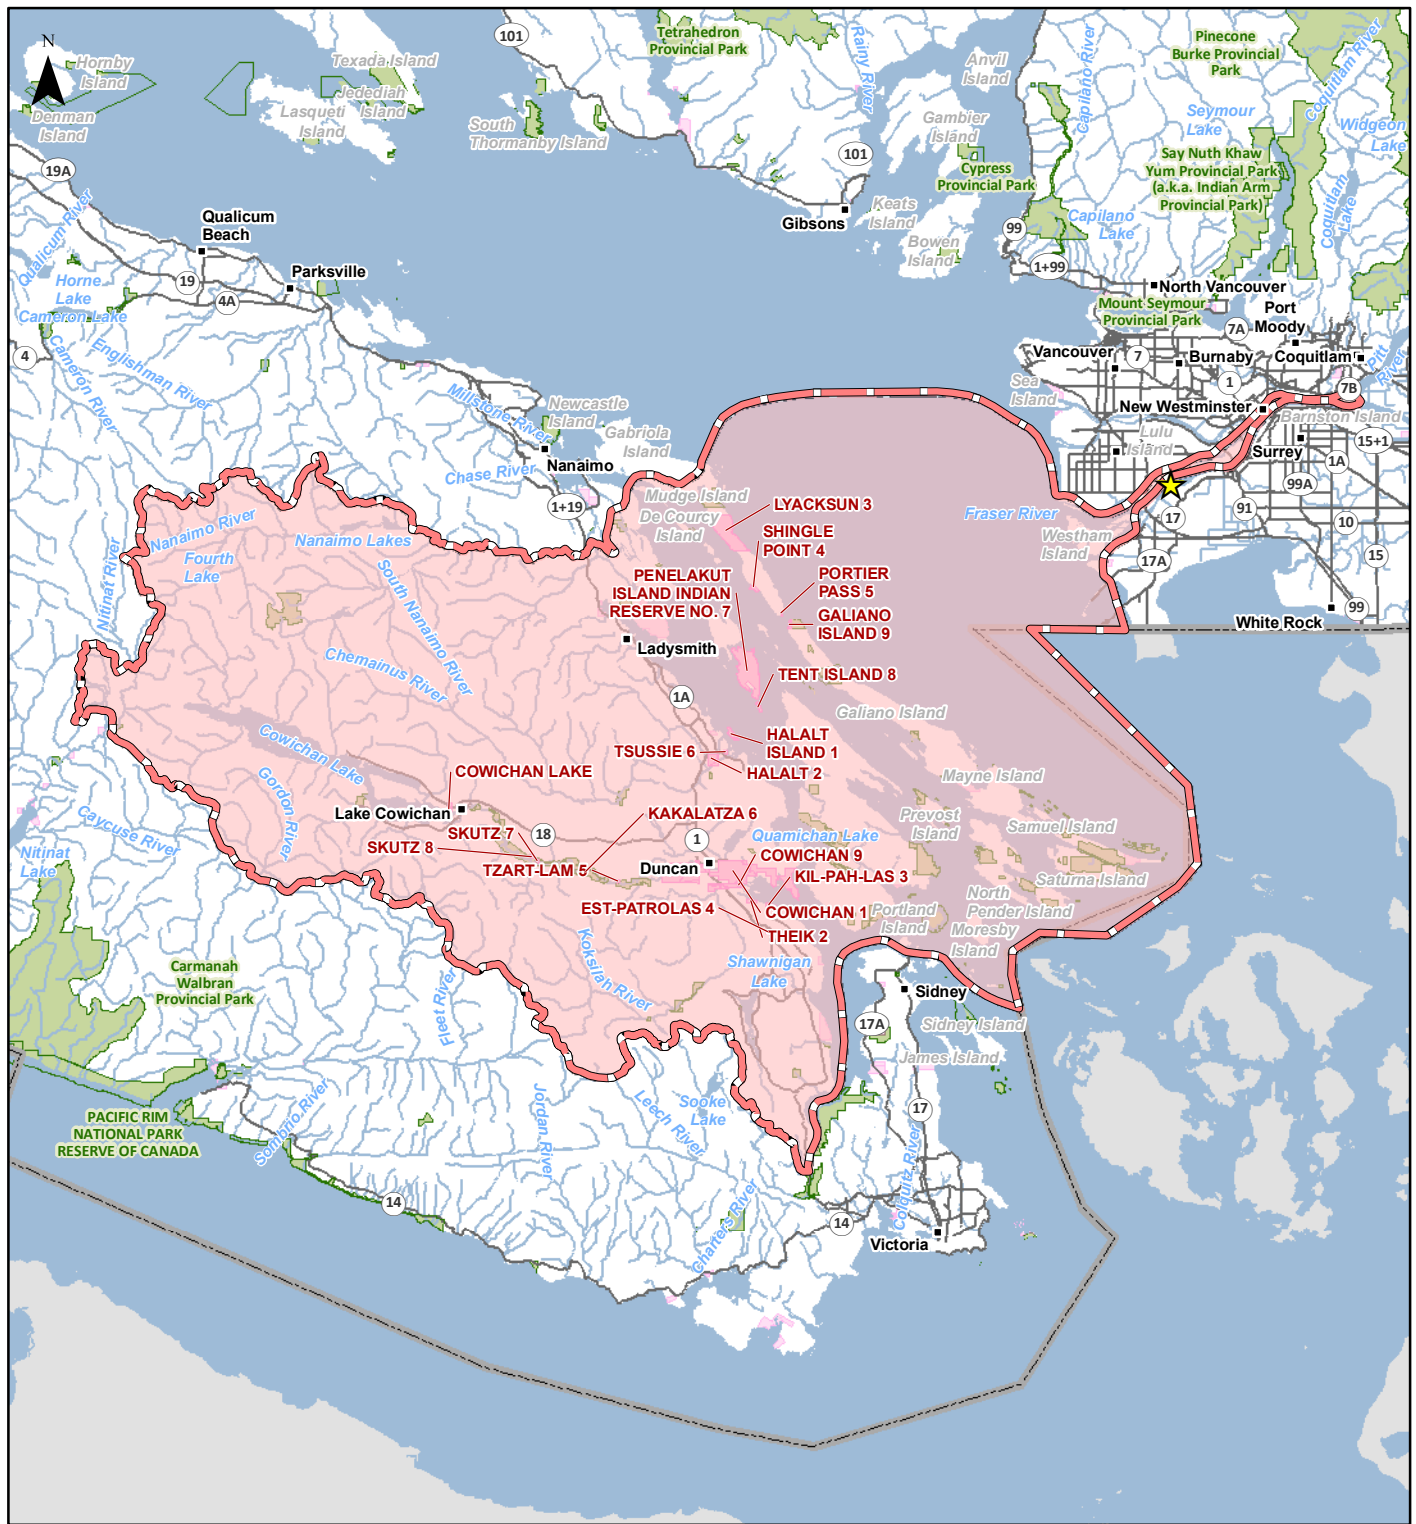 N
Hornby
Island
Denman
Island
Texada Island
Lasqueti
Island
Jedediah
Island
101
South
Thormanby Island
Tetrahedron
Provincial Park
Rainy River
Anvil
Island
Gambier
Island
Capilano River
Pinecone
Burke Provincial
Park
Coquitlam River
Seymour
Lake
Widgeon
Lake
Say Nuth Khaw
Yum Provincial Park
(a.k.a. Indian Arm
Provincial Park)
Cypress
Provincial Park
101
Gibsons
Keats
Island
Bowen
Island
99
Capilano
Lake
Coquitlam
Lake
1+99
19A
Qualicum River
Qualicum
Beach
Parksville
19
4A
Horne
Lake
Cameron Lake
4
Cameron River
Englishman River
Millstone River
Newcastle
Island
Gabriola
Island
Nanaimo
Chase River
1+19
North Vancouver
Mount Seymour
Provincial Park
Port
Moody
7A
Vancouver
7
Burnaby
Coquitlam
Pitt
River
1
7B
Sea
Island
New Westminster
Barnston Island
Lulu
Island
Surrey
15+1
1A
99A
17
91
10
15
17A
Fraser River
Westham
Island
White Rock
99
Mudge Island
De Courcy
Island
LYACKSUN 3
SHINGLE
POINT 4
PENELAKUT
ISLAND INDIAN
RESERVE NO. 7
PORTIER
PASS 5
GALIANO
ISLAND 9
TENT ISLAND 8
Galiano Island
Nanaimo River
Nanaimo Lakes
Fourth
Lake
Nitinat River
South Nanaimo River
Chemainus River
Ladysmith
1A
HALALT
ISLAND 1
TSUSSIE 6
HALALT 2
Cowichan Lake
COWICHAN LAKE
Lake Cowichan
Gordon River
Caycuse River
Nitinat
Lake
SKUTZ 7
18
SKUTZ 8
TZART-LAM 5
KAKALATZA 6
1
Duncan
Quamichan Lake
COWICHAN 9
KIL-PAH-LAS 3
EST-PATROLAS 4
COWICHAN 1
THEIK 2
Mayne Island
Prevost
Island
Samuel Island
Saturna Island
North
Pender Island
Portland
Island
Moresby
Island
Carmanah
Walbran
Provincial Park
Fleet River
Koksilah River
Shawnigan
Lake
Sidney
17A
Sidney Island
James Island
PACIFIC RIM
NATIONAL PARK
RESERVE OF CANADA
Sombrio River
Jordan River
Leech River
Sooke
Lake
17
Colquitz River
14
Charters River
14
Victoria